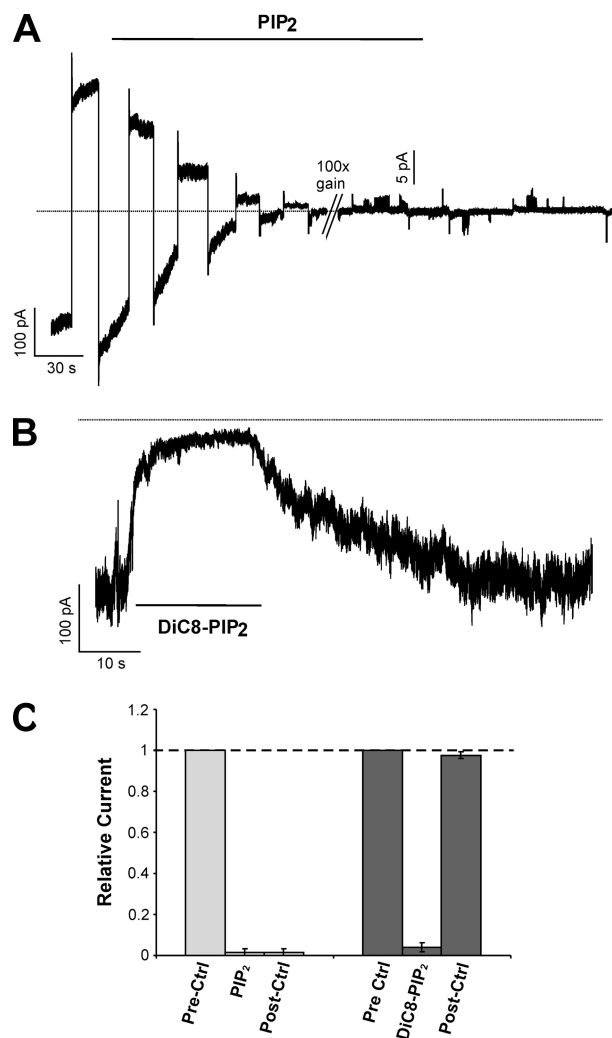 A
PIP₂
100x
gain
5 pA
100 pA
30 s
B
100 pA
10 s
DiC8-PIP₂
C
Relative Current
1.2
1
0.8
0.6
0.4
0.2
0
Pre-Ctrl
PIP₂
Post-Ctrl
Pre Ctrl
DiC8-PIP₂
Post-Ctrl